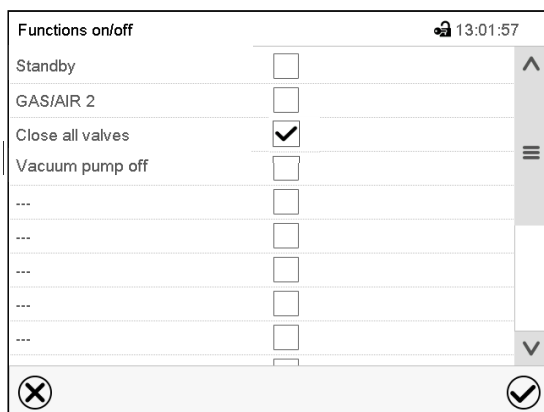 Functions on/off 13:01:57
Standby
GAS/AIR 2
Close all valves
Vacuum pump off
---
---
---
---
---